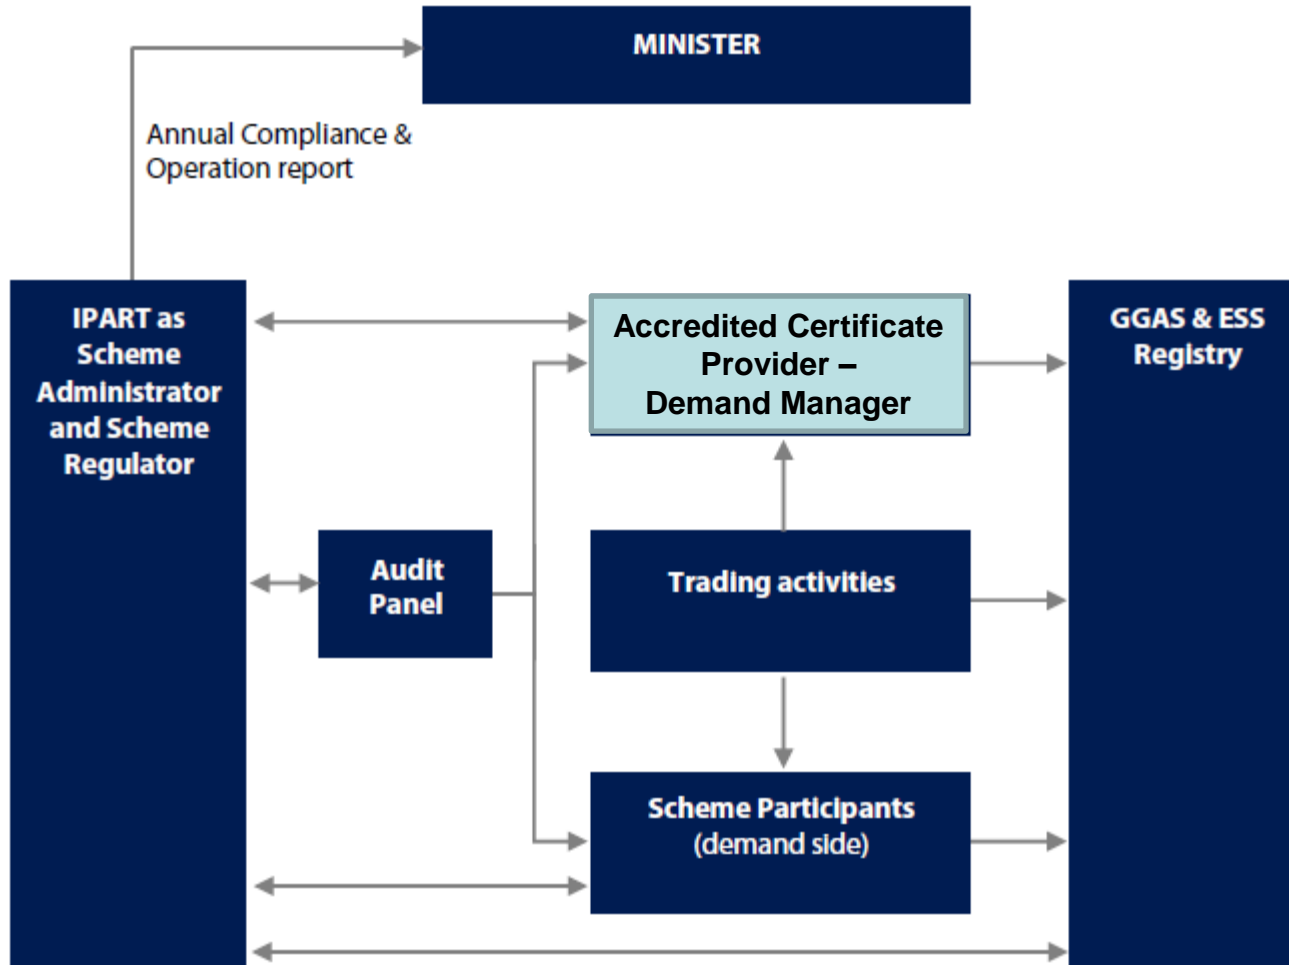 MINISTER
Annual Compliance &
Operation report
IPART as
Scheme
Administrator
and Scheme
Regulator
Accredited Certificate
Provider –
Demand Manager
GGAS & ESS
Registry
Audit
Panel
Trading activities
Scheme Participants
(demand side)